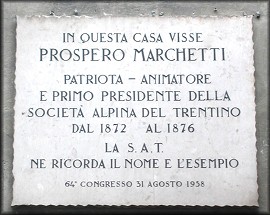 IN QUESTA CASA VISSE
PROSPERO MARCHETTI
PATRIOTA - ANIMATORE
E PRIMO PRESIDENTE DELLA
SOCIETÀ ALPINA DEL TRENTINO
DAL 1872 AL 1876
LA S.A.T.
NE RICORDA IL NOME E L'ESEMPIO
64° CONGRESSO 31 AGOSTO 1958